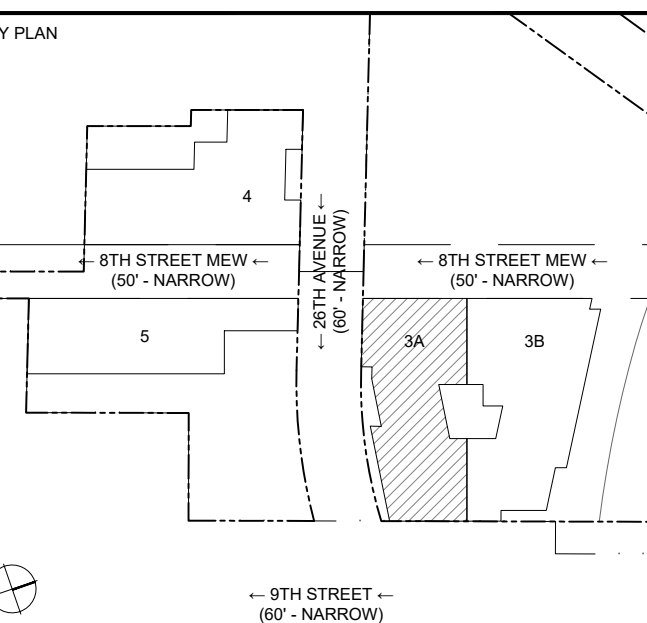 Y PLAN
4
← 8TH STREET MEW ←
(50' - NARROW)
← 26TH AVENUE ←
(60' - NARROW)
← 8TH STREET MEW ←
(50' - NARROW)
5
3A
3B
← 9TH STREET ←
(60' - NARROW)